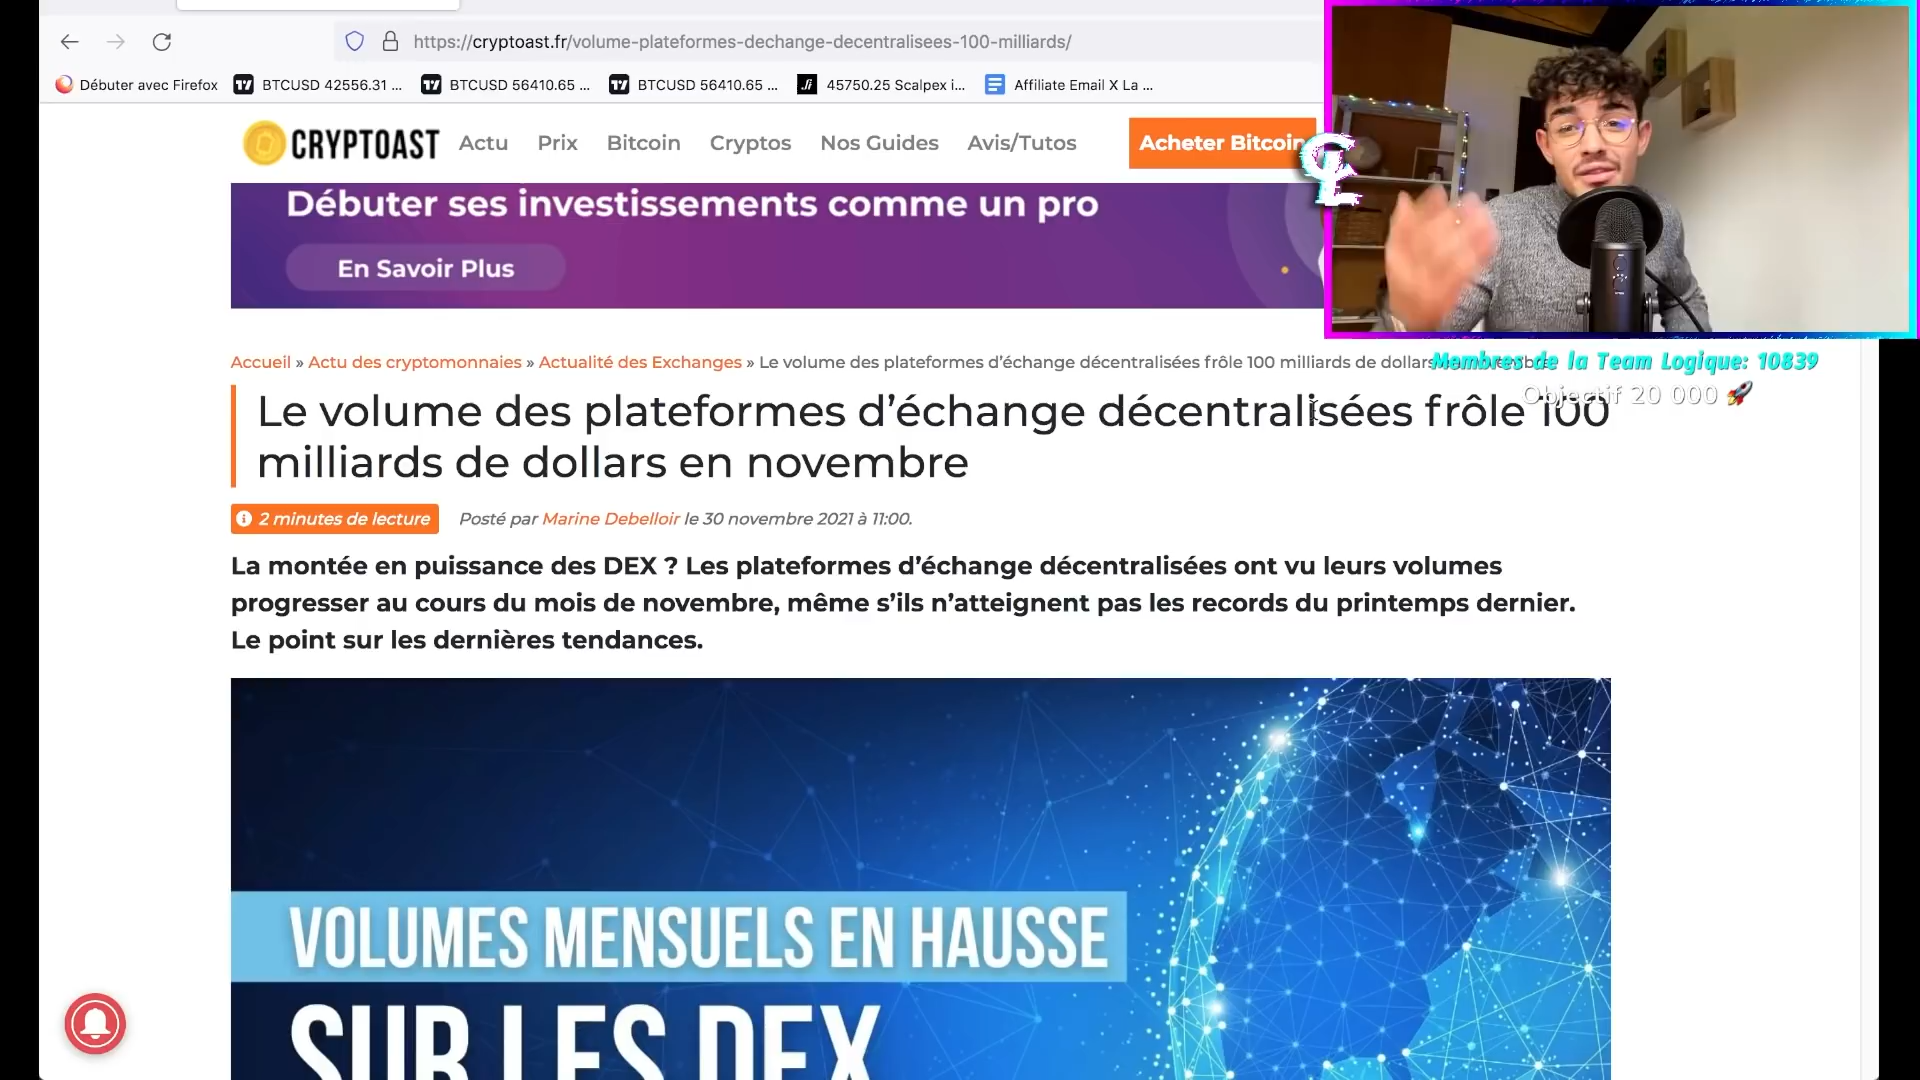 https://cryptoast.fr/volume-plateformes-dechange-decentralisees-100-milliards/
Débuter avec Firefox
BTCUSD 42556.31 ...
BTCUSD 56410.65 ...
BTCUSD 56410.65 ...
45750.25 Scalpex i...
Affiliate Email X La ...
CRYPTOAST
Actu
Prix
Bitcoin
Cryptos
Nos Guides
Avis/Tutos
Acheter Bitcoin
Débuter ses investissements comme un pro
En Savoir Plus
Accueil » Actu des cryptomonnaies » Actualité des Exchanges » Le volume des plateformes d’échange décentralisées frôle 100 milliards de dollars
Membres de la Team Logique: 10839
Objectif 20 000 🚀
Le volume des plateformes d’échange décentralisées frôle 100
milliards de dollars en novembre
2 minutes de lecture
Posté par Marine Debelloir le 30 novembre 2021 à 11:00.
La montée en puissance des DEX ? Les plateformes d’échange décentralisées ont vu leurs volumes
progresser au cours du mois de novembre, même s’ils n’atteignent pas les records du printemps dernier.
Le point sur les dernières tendances.
VOLUMES MENSUELS EN HAUSSE
SUR LES DEX